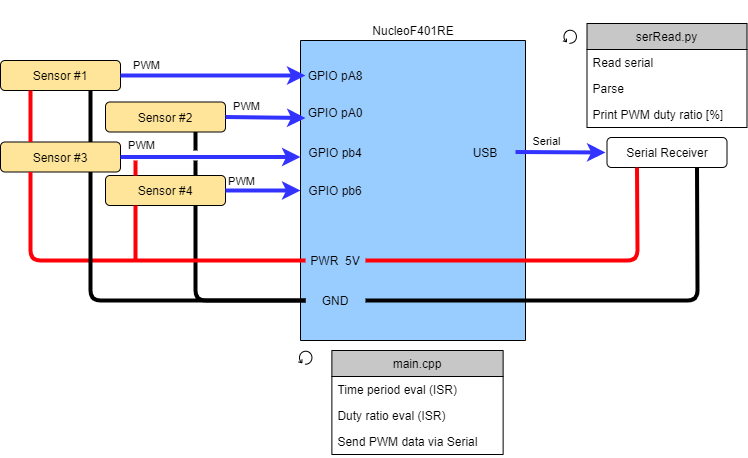 NucleoF401RE
serRead.py
Read serial
Parse
Print PWM duty ratio [%]
Sensor #1
PWM
GPIO pA8
Sensor #2
PWM
GPIO pA0
Sensor #3
PWM
GPIO pb4
USB
Serial
Serial Receiver
Sensor #4
PWM
GPIO pb6
PWR 5V
GND
main.cpp
Time period eval (ISR)
Duty ratio eval (ISR)
Send PWM data via Serial